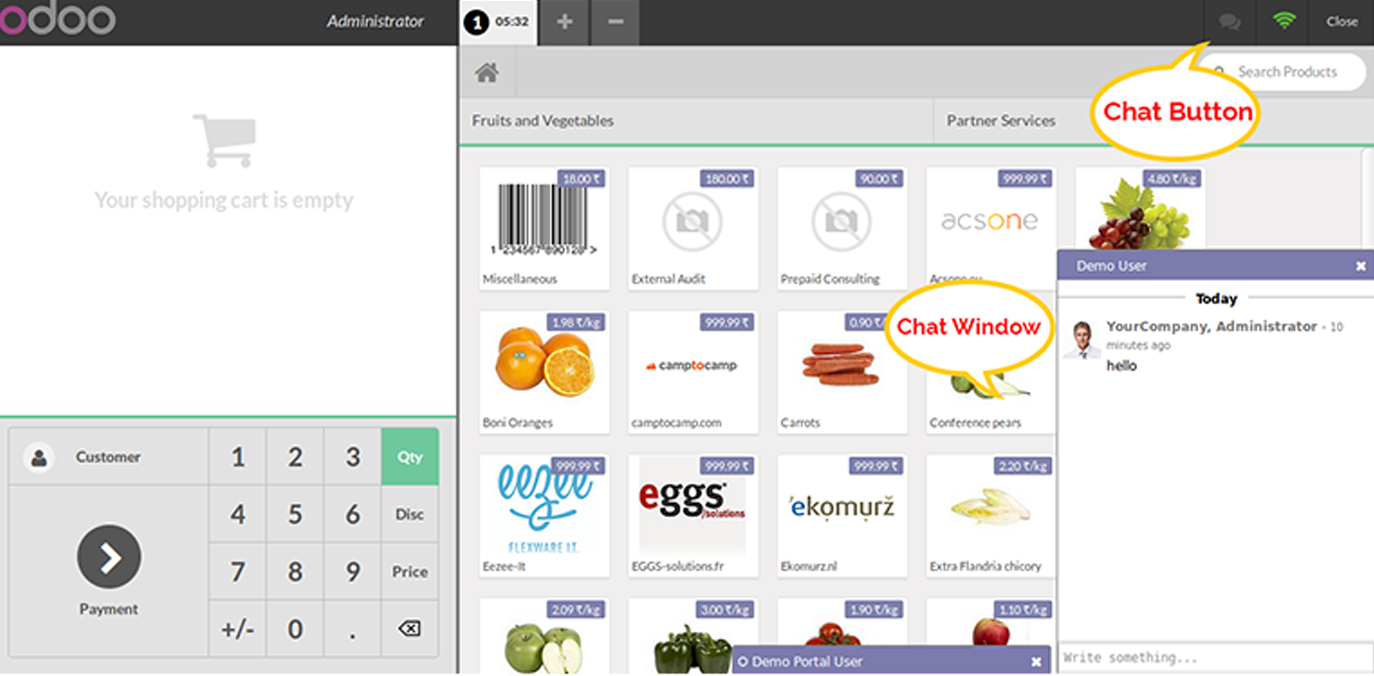 odoo
Administrator
1 05:32
Close
Search Products
Chat Button
Fruits and Vegetables
Partner Services
Your shopping cart is empty
18.00 ₹
180.00 ₹
90.00 ₹
999.99 ₹
4.80 ₹/kg
1 234567 890128 >
acsone
Miscellaneous
External Audit
Prepaid Consulting
Acsone.eu
Demo User
Today
YourCompany, Administrator - 10
minutes ago
hello
Chat Window
1.98 ₹/kg
999.99 ₹
0.90 ₹/
camptocamp
Boni Oranges
camptocamp.com
Carrots
Conference pears
999.99 ₹
999.99 ₹
999.99 ₹
2.20 ₹/kg
eezee
FLEXWARE I.T.
eggs
/solutions
ekomurz
Eezee-It
EGGS-solutions.fr
Ekomurz.nl
Extra Flandria chicory
2.09 ₹/kg
3.00 ₹/kg
1.90 ₹/kg
1.10 ₹/kg
Demo Portal User
Write something...
Customer
1 2 3 Qty
4 5 6 Disc
7 8 9 Price
+/- 0 .
Payment